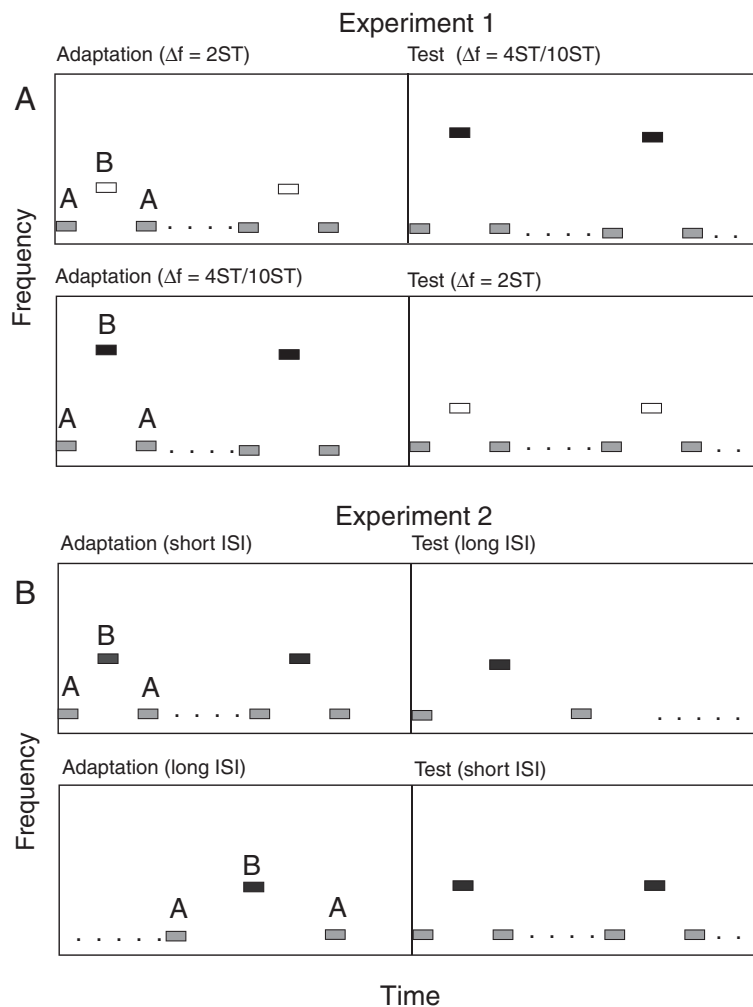 Experiment 1
Adaptation (Δf = 2ST) Test (Δf = 4ST/10ST)
A
B
A A
Frequency
Adaptation (Δf = 4ST/10ST) Test (Δf = 2ST)
B
A A
Experiment 2
Adaptation (short ISI) Test (long ISI)
B
B
A A
Frequency
Adaptation (long ISI) Test (short ISI)
B
A A
Time